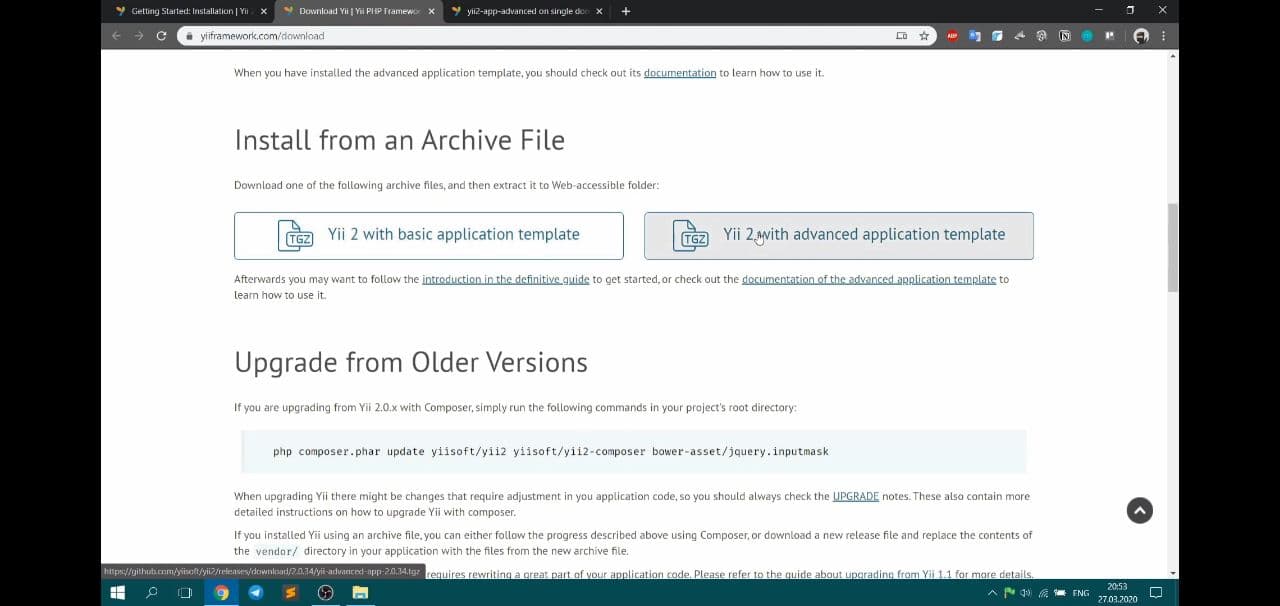 Getting Started: Installation | Yii
Download Yii | Yii PHP Framewor
yii2-app-advanced on single dom
yiiframework.com/download
When you have installed the advanced application template, you should check out its documentation to learn how to use it.
Install from an Archive File
Download one of the following archive files, and then extract it to Web-accessible folder:
TGZ Yii 2 with basic application template
TGZ Yii 2 with advanced application template
Afterwards you may want to follow the introduction in the definitive guide to get started, or check out the documentation of the advanced application template to
learn how to use it.
Upgrade from Older Versions
If you are upgrading from Yii 2.0.x with Composer, simply run the following commands in your project's root directory:
php composer.phar update yiisoft/yii2 yiisoft/yii2-composer bower-asset/jquery.inputmask
When upgrading Yii there might be changes that require adjustment in you application code, so you should always check the UPGRADE notes. These also contain more
detailed instructions on how to upgrade Yii with composer.
If you installed Yii using an archive file, you can either follow the progress described above using Composer, or download a new release file and replace the contents of
the vendor/ directory in your application with the files from the new archive file.
requires rewriting a great part of your application code. Please refer to the guide about upgrading from Yii 1.1 for more details.
https://github.com/yiisoft/yii2/releases/download/2.0.34/yii-advanced-app-2.0.34.tgz
ENG
20:53
27.03.2020